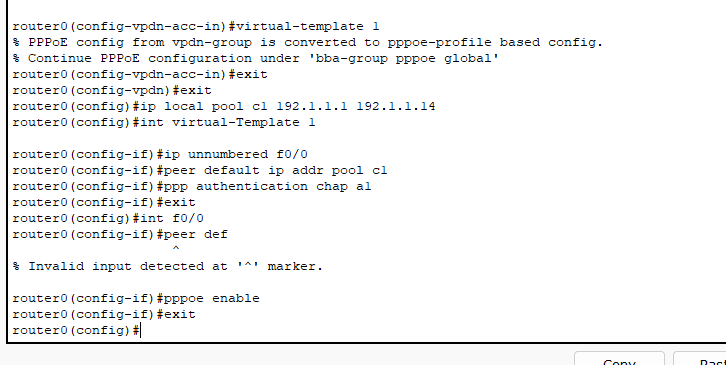 router0(config-vpdn-acc-in)#virtual-template 1
% PPPoE config from vpdn-group is converted to pppoe-profile based config.
% Continue PPPoE configuration under 'bba-group pppoe global'
router0(config-vpdn-acc-in)#exit
router0(config-vpdn)#exit
router0(config)#ip local pool c1 192.1.1.1 192.1.1.14
router0(config)#int virtual-Template 1
router0(config-if)#ip unnumbered f0/0
router0(config-if)#peer default ip addr pool c1
router0(config-if)#ppp authentication chap a1
router0(config-if)#exit
router0(config)#int f0/0
router0(config-if)#peer def
^
% Invalid input detected at '^' marker.
router0(config-if)#pppoe enable
router0(config-if)#exit
router0(config)#
Copy